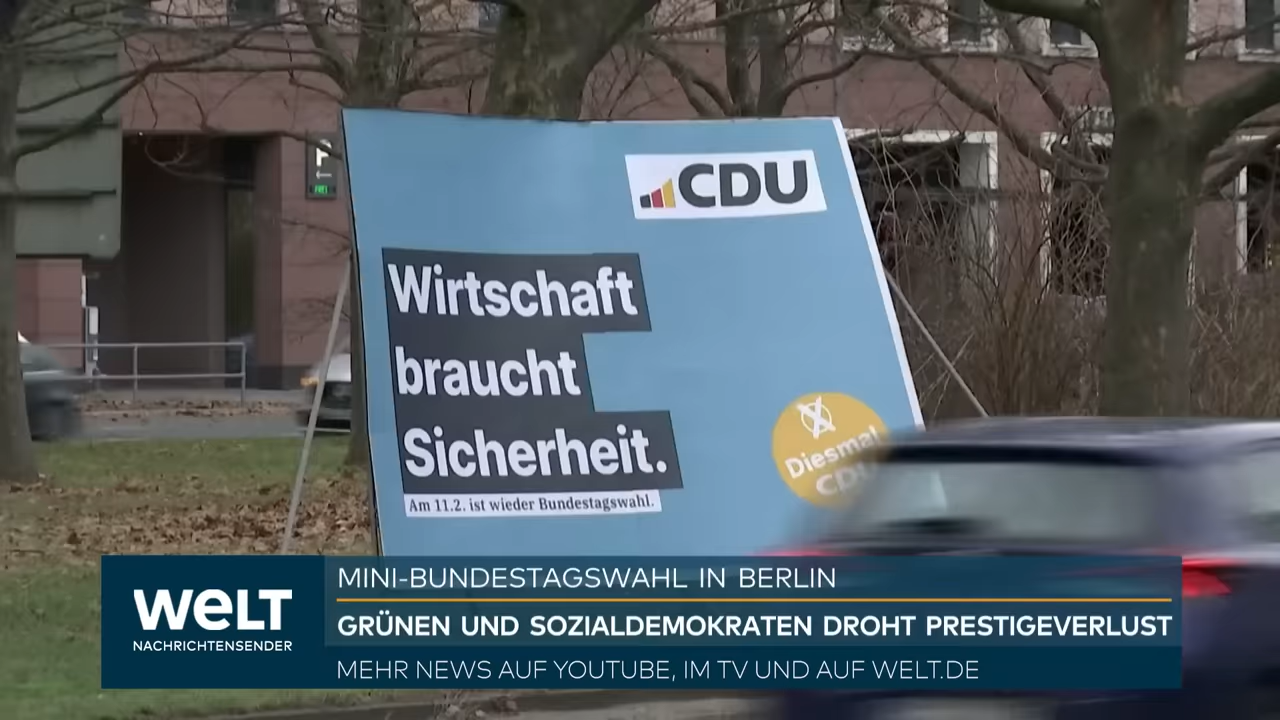 P
CDU
Wirtschaft
braucht
Sicherheit.
Am 11.2. ist wieder Bundestagswahl.
Diesmal
CDU
MINI-BUNDESTAGSWAHL IN BERLIN
GRÜNEN UND SOZIALDEMOKRATEN DROHT PRESTIGEVERLUST
MEHR NEWS AUF YOUTUBE, IM TV UND AUF WELT.DE
welt
NACHRICHTENSENDER